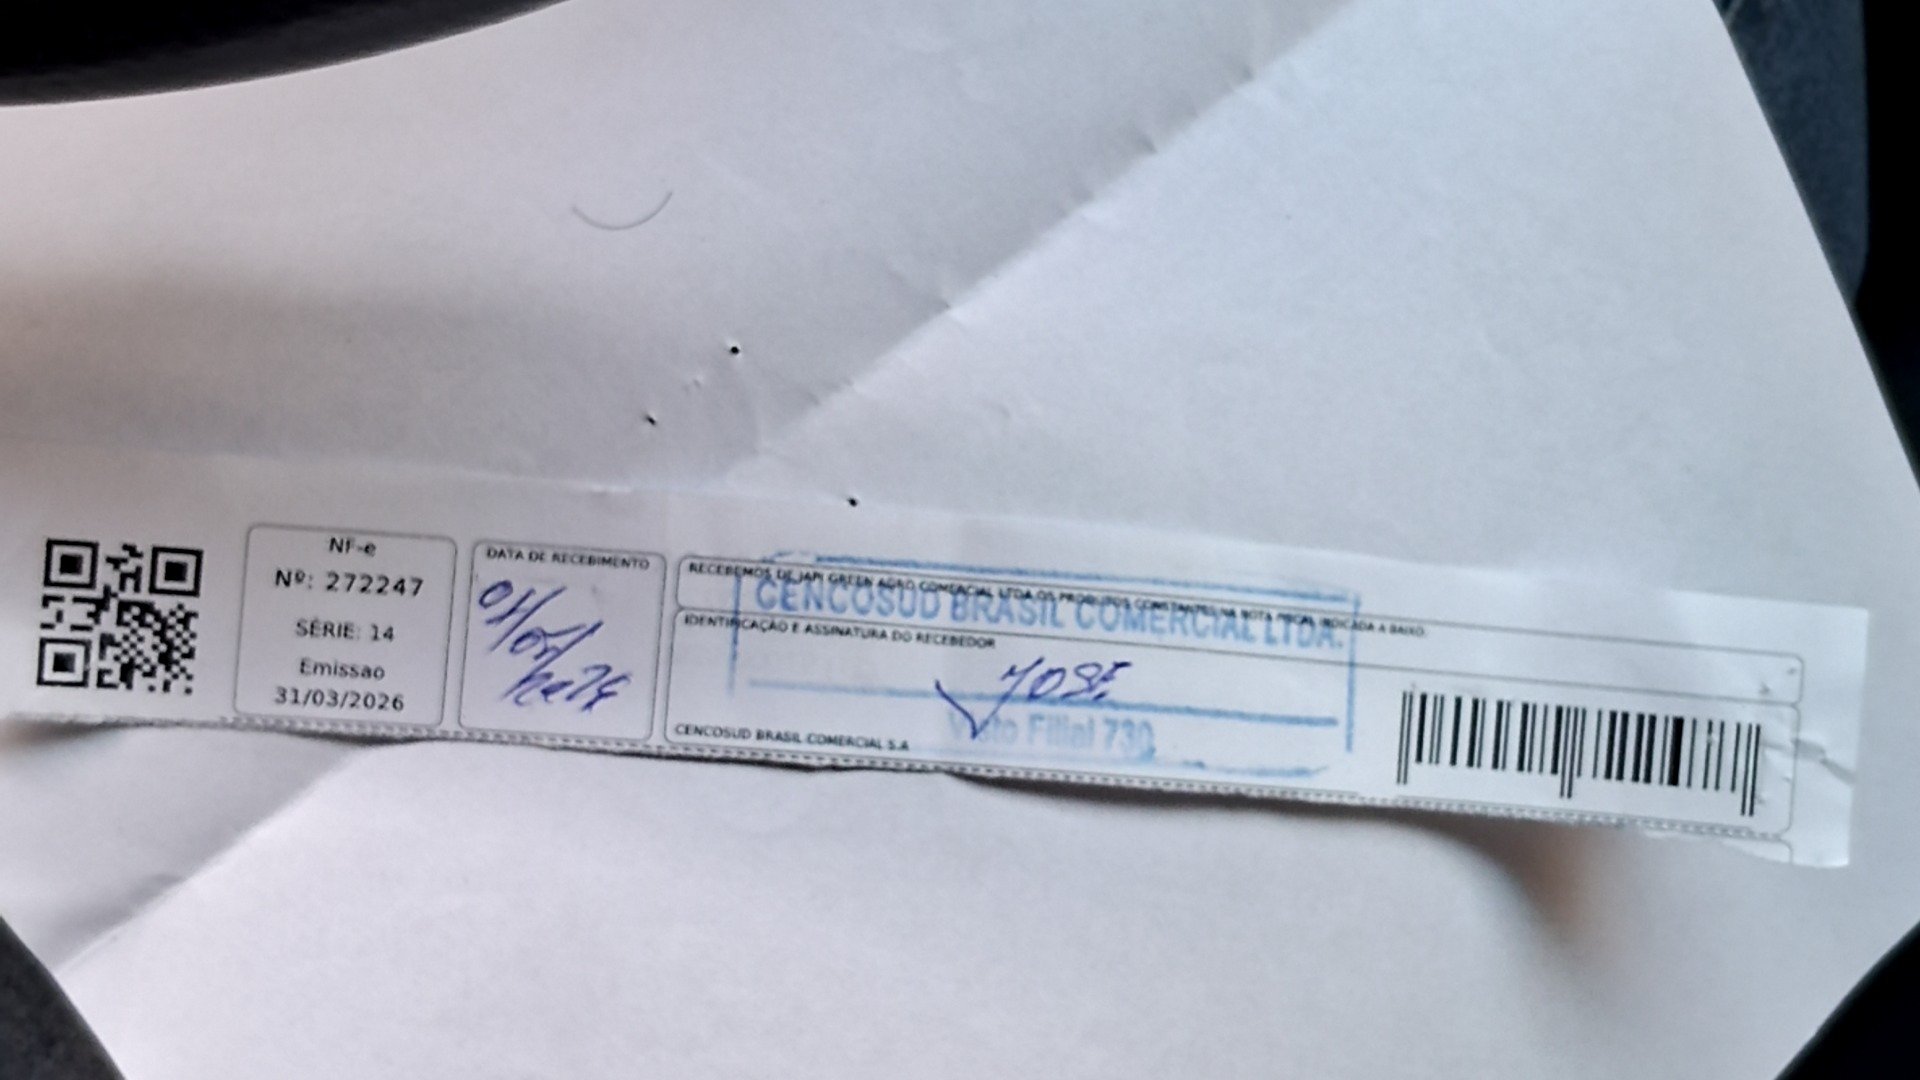 NF-e
Nº: 272247
SÉRIE: 14
Emissao
31/03/2026
DATA DE RECEBIMENTO
RECEBEMOS DE JAPI GREEN AGRO COMERCIAL LTDA OS PRODUTOS CONSTANTES NA NOTA FISCAL INDICADA A BAIXO.
CENCOSUD BRASIL COMERCIAL LTDA.
IDENTIFICAÇÃO E ASSINATURA DO RECEBEDOR
JOSE
Visto Filial 730
CENCOSUD BRASIL COMERCIAL S.A